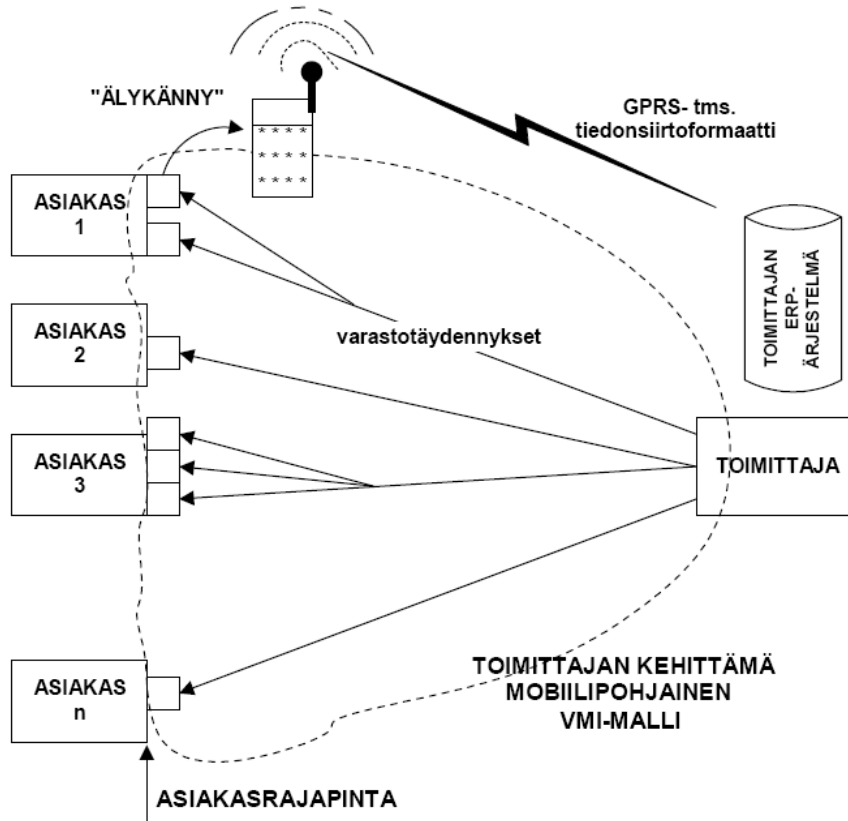 "ÄLYKÄNNY"
* * * *
* * * *
* * * *
GPRS- tms.
tiedonsiirtoformaatti
ASIAKAS
1
TOIMITTAJAN
ERP-
ÄRJESTELMÄ
varastotäydennykset
ASIAKAS
2
ASIAKAS
3
TOIMITTAJA
ASIAKAS
n
TOIMITTAJAN KEHITTÄMÄ
MOBIILIPOHJAINEN
VMI-MALLI
ASIAKASRAJAPINTA